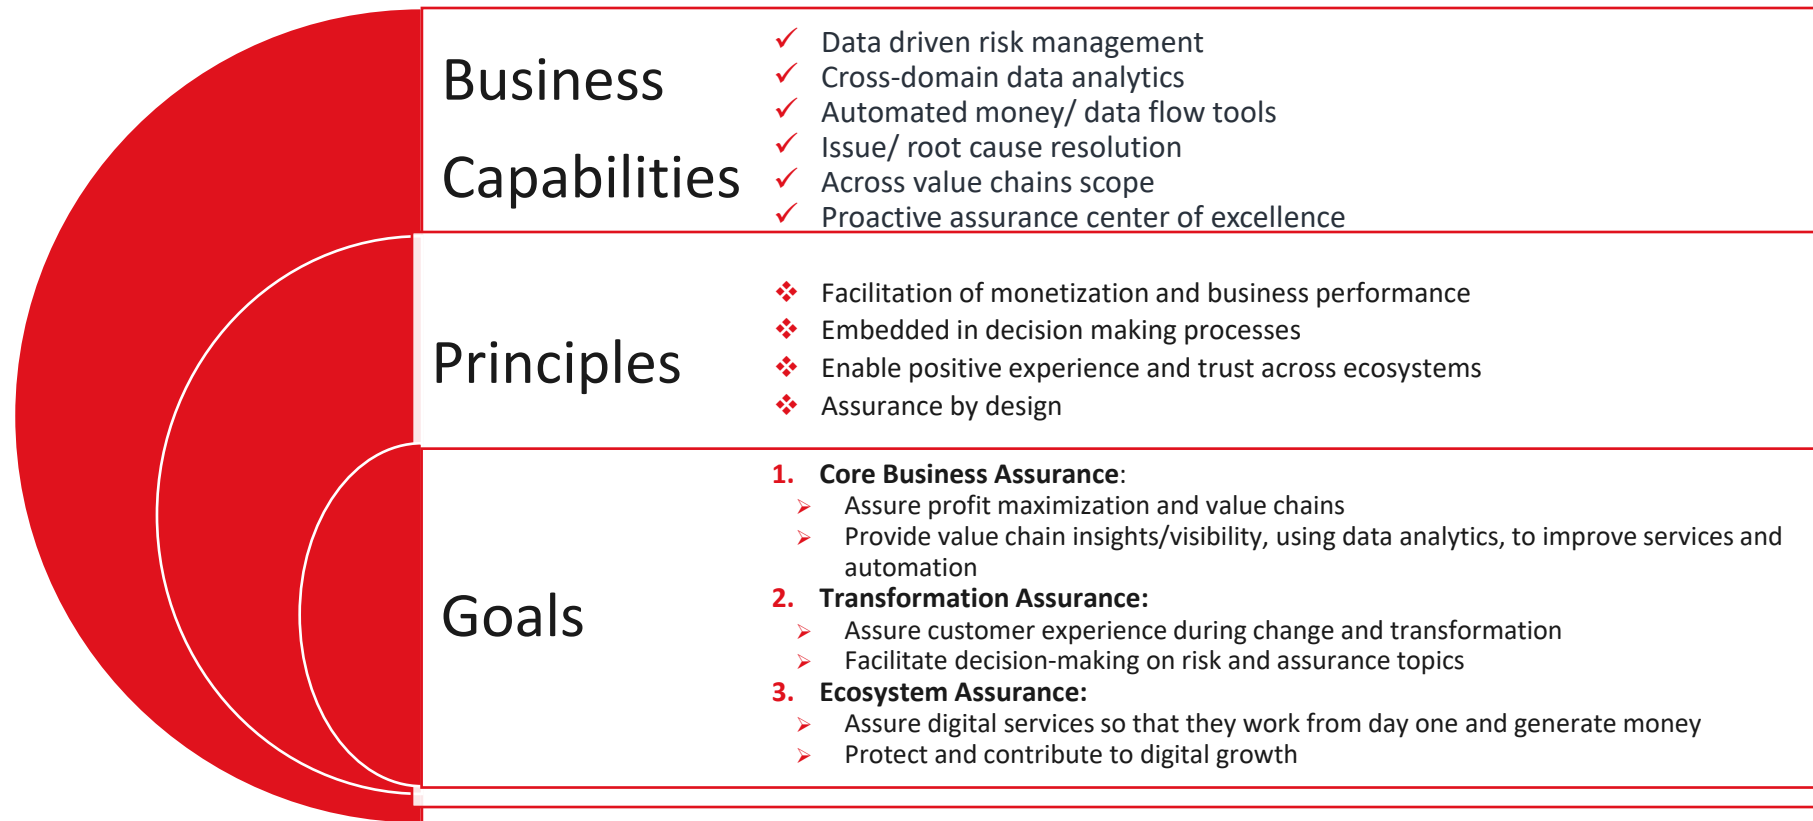 Business
Capabilities
✓ Data driven risk management
✓ Cross-domain data analytics
✓ Automated money/ data flow tools
✓ Issue/ root cause resolution
✓ Across value chains scope
✓ Proactive assurance center of excellence
Principles
❖ Facilitation of monetization and business performance
❖ Embedded in decision making processes
❖ Enable positive experience and trust across ecosystems
❖ Assurance by design
Goals
1. Core Business Assurance:
➢ Assure profit maximization and value chains
➢ Provide value chain insights/visibility, using data analytics, to improve services and
automation
2. Transformation Assurance:
➢ Assure customer experience during change and transformation
➢ Facilitate decision-making on risk and assurance topics
3. Ecosystem Assurance:
➢ Assure digital services so that they work from day one and generate money
➢ Protect and contribute to digital growth